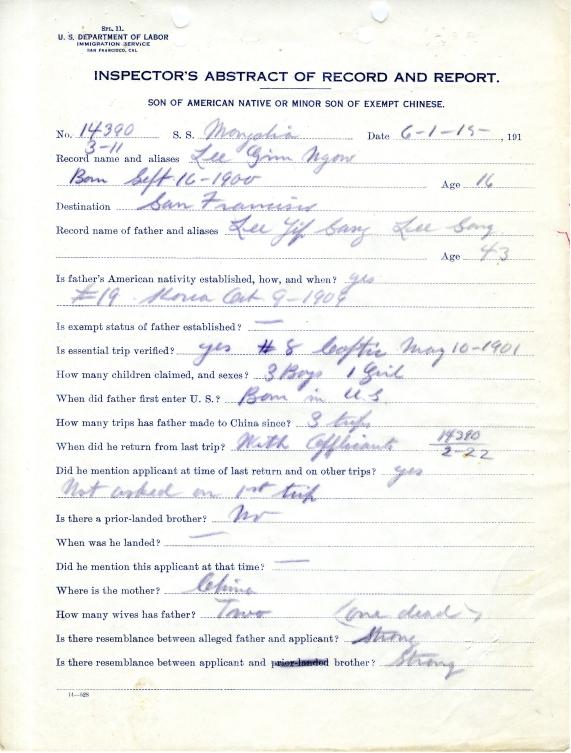 Spl. 11.
U. S. DEPARTMENT OF LABOR
IMMIGRATION SERVICE
SAN FRANCISCO, CAL.
INSPECTOR'S ABSTRACT OF RECORD AND REPORT.
SON OF AMERICAN NATIVE OR MINOR SON OF EXEMPT CHINESE.
No. 14390 S. S. Mongolia Date 6-1-15-, 191
3-11
Record name and aliases Lee Gim Ngow
Born Sept 16-1900 Age 16
Destination San Francisco
Record name of father and aliases Lee Yip Sang Lee Song
Age 43
Is father's American nativity established, how, and when? yes
#19 Korea Oct 9-1909
Is exempt status of father established? —
Is essential trip verified? yes # 8 Coptic May 10-1901
How many children claimed, and sexes? 3 Boys 1 Girl
When did father first enter U. S.? Born in U.S.
How many trips has father made to China since? 3 trips
When did he return from last trip? With applicants 14390
2-22
Did he mention applicant at time of last return and on other trips? yes
Not asked on 1st trip
Is there a prior-landed brother? No
When was he landed? —
Did he mention this applicant at that time? —
Where is the mother? China
How many wives has father? Two (one dead)
Is there resemblance between alleged father and applicant? Strong
Is there resemblance between applicant and prior-landed brother? Strong
14—628